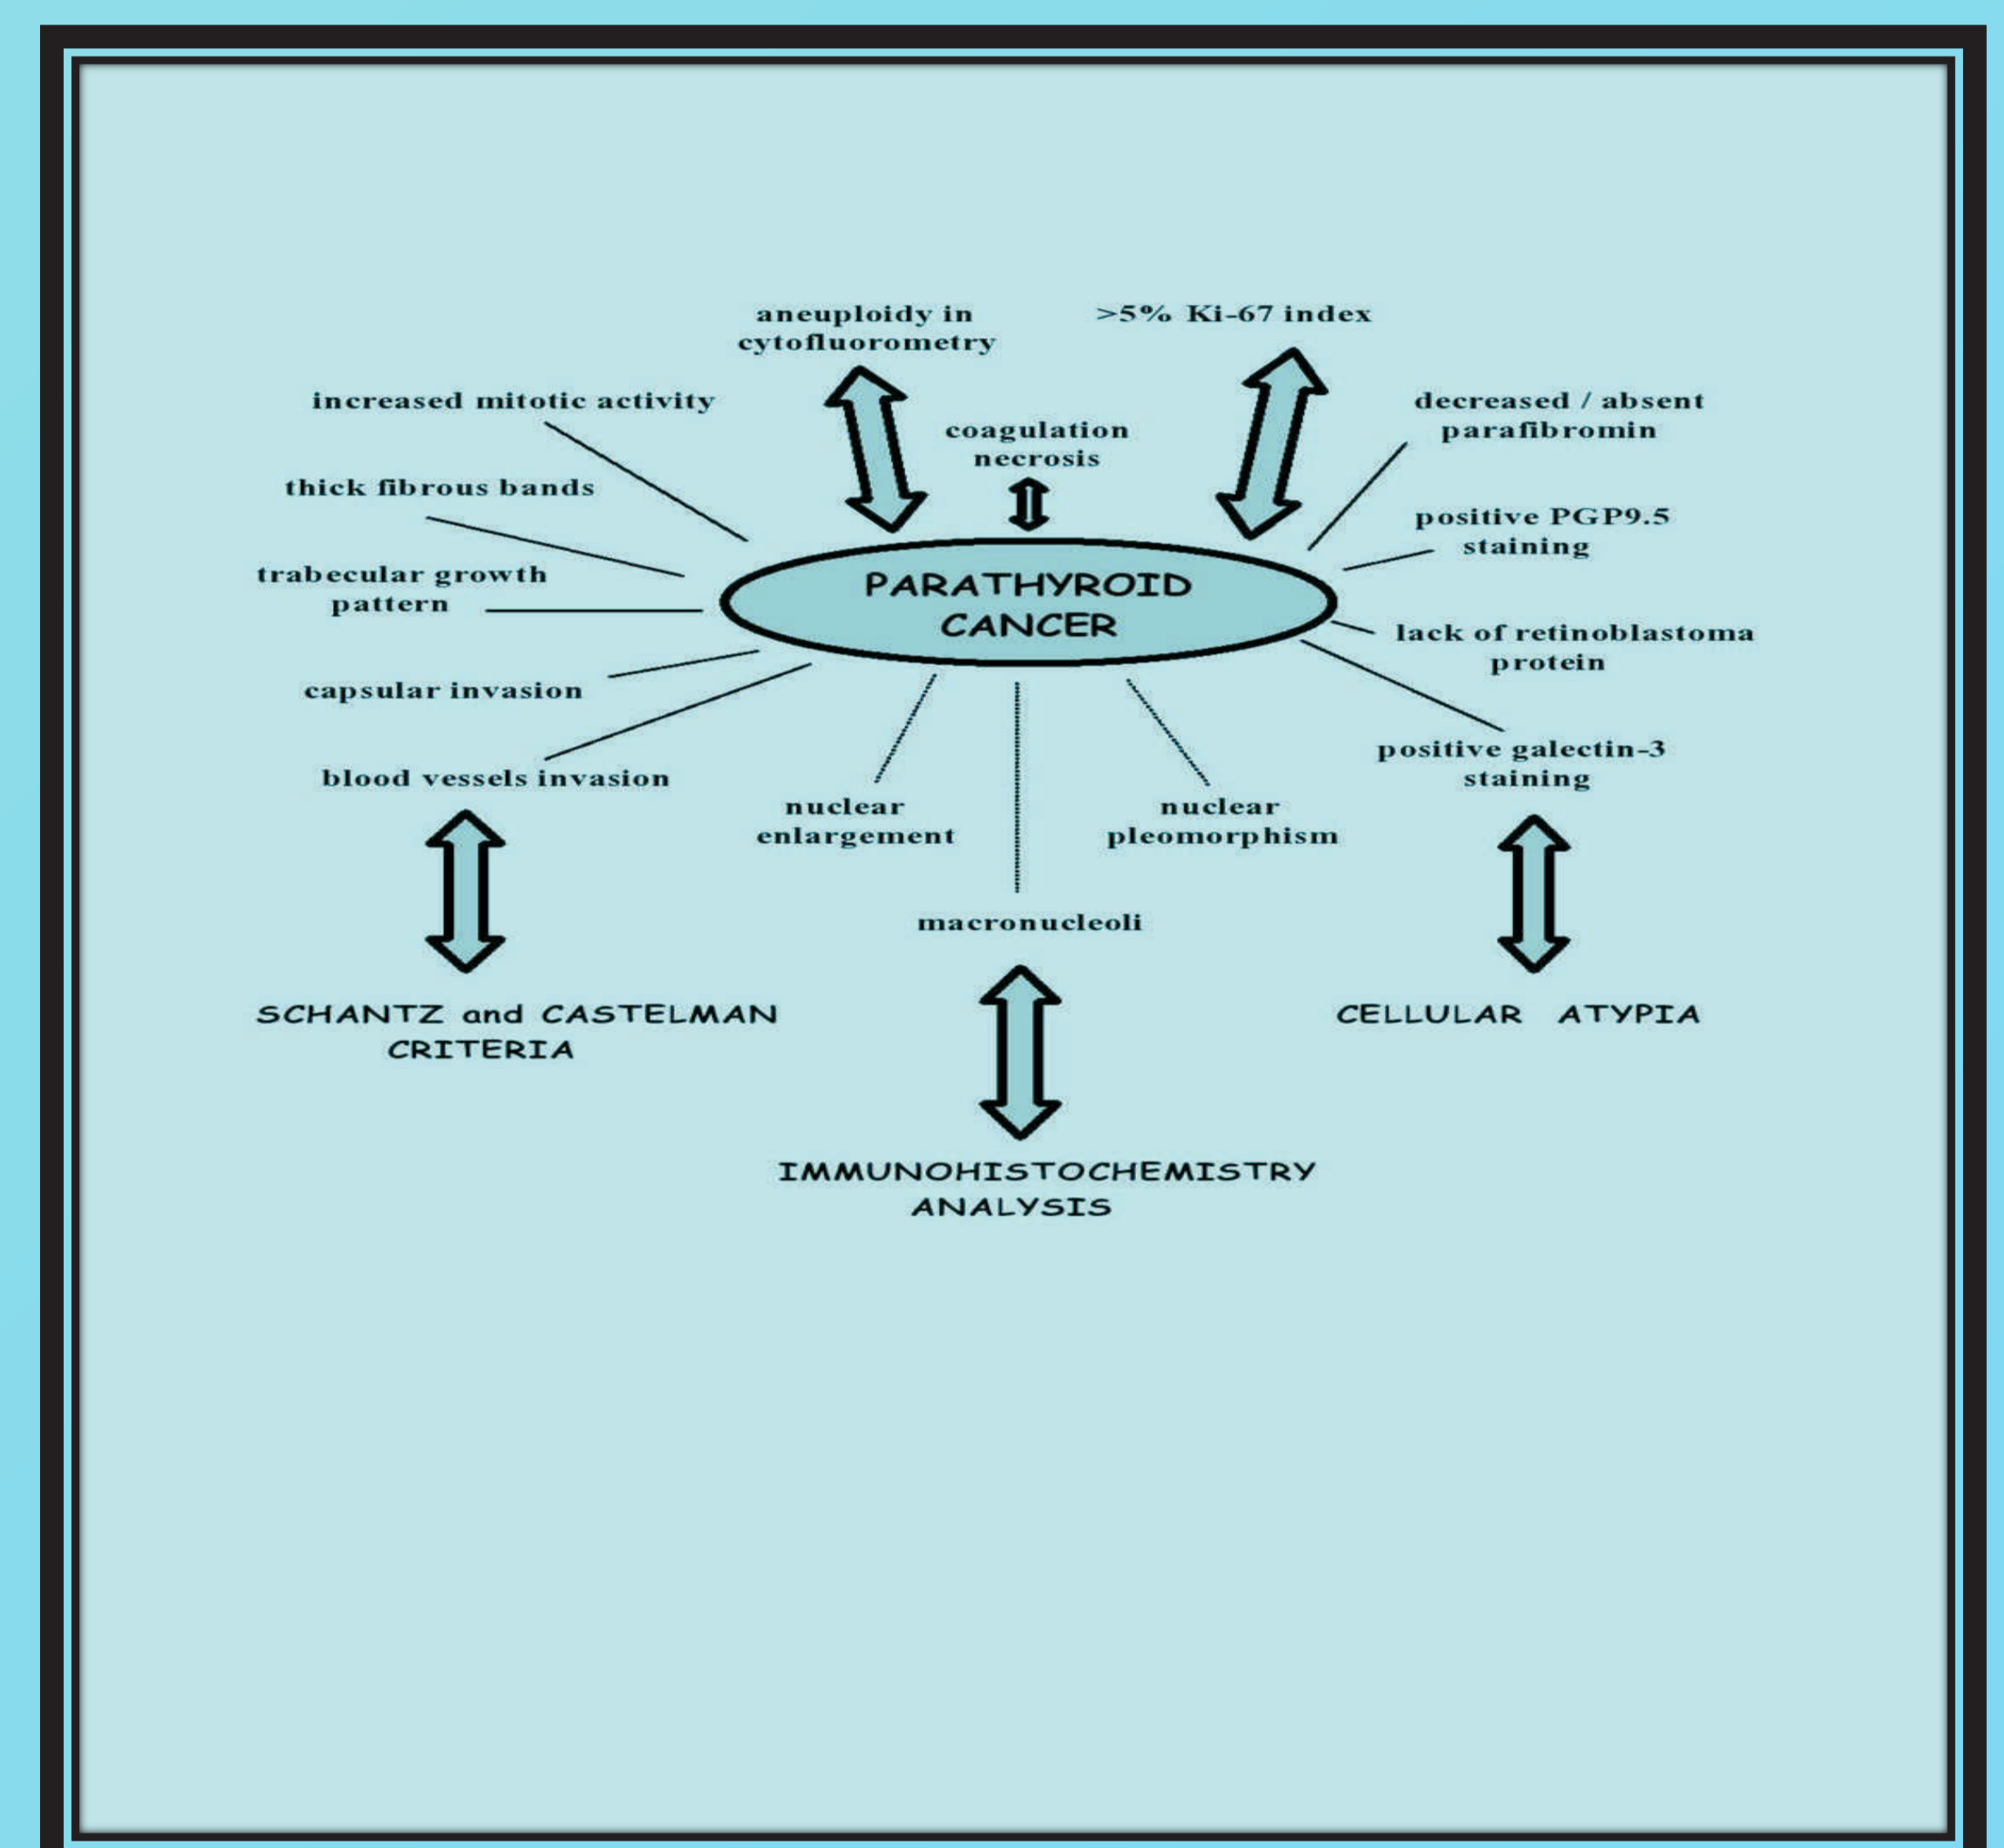 aneuploidy in
cytofluorometry
>5% Ki-67 index
increased mitotic activity
coagulation
necrosis
decreased / absent
parafibromin
thick fibrous bands
positive PGP9.5
staining
trabecular growth
pattern
PARATHYROID
CANCER
lack of retinoblastoma
protein
capsular invasion
blood vessels invasion
positive galectin-3
staining
nuclear
enlargement
nuclear
pleomorphism
macronucleoli
SCHANTZ and CASTELMAN
CRITERIA
CELLULAR ATYPIA
IMMUNOHISTOCHEMISTRY
ANALYSIS